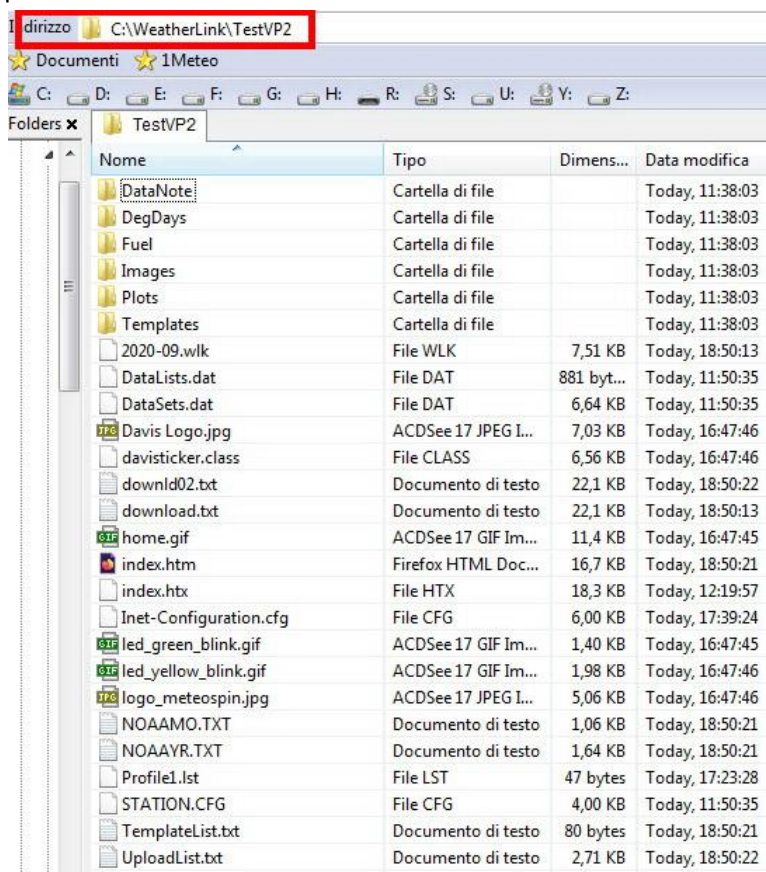 Indirizzo C:\WeatherLink\TestVP2
Documenti 1Meteo
C: D: E: F: G: H: R: S: U: Y: Z:
Folders x TestVP2
Nome Tipo Dimens... Data modifica
DataNote Cartella di file Today, 11:38:03
DegDays Cartella di file Today, 11:38:03
Fuel Cartella di file Today, 11:38:03
Images Cartella di file Today, 11:38:03
Plots Cartella di file Today, 11:38:03
Templates Cartella di file Today, 11:38:03
2020-09.wlk File WLK 7,51 KB Today, 18:50:13
DataLists.dat File DAT 881 byt... Today, 11:50:35
DataSets.dat File DAT 6,64 KB Today, 11:50:35
Davis Logo.jpg ACDSee 17 JPEG I... 7,03 KB Today, 16:47:46
davisticker.class File CLASS 6,56 KB Today, 16:47:46
downld02.txt Documento di testo 22,1 KB Today, 18:50:22
download.txt Documento di testo 22,1 KB Today, 18:50:13
home.gif ACDSee 17 GIF Im... 11,4 KB Today, 16:47:45
index.htm Firefox HTML Doc... 16,7 KB Today, 18:50:21
index.htx File HTX 18,3 KB Today, 12:19:57
Inet-Configuration.cfg File CFG 6,00 KB Today, 17:39:24
led_green_blink.gif ACDSee 17 GIF Im... 1,40 KB Today, 16:47:45
led_yellow_blink.gif ACDSee 17 GIF Im... 1,98 KB Today, 16:47:46
logo_meteospin.jpg ACDSee 17 JPEG I... 5,06 KB Today, 16:47:46
NOAAMO.TXT Documento di testo 1,06 KB Today, 18:50:21
NOAAYR.TXT Documento di testo 1,64 KB Today, 18:50:21
Profile1.lst File LST 47 bytes Today, 17:23:28
STATION.CFG File CFG 4,00 KB Today, 11:50:35
TemplateList.txt Documento di testo 80 bytes Today, 18:50:21
UploadList.txt Documento di testo 2,71 KB Today, 18:50:22